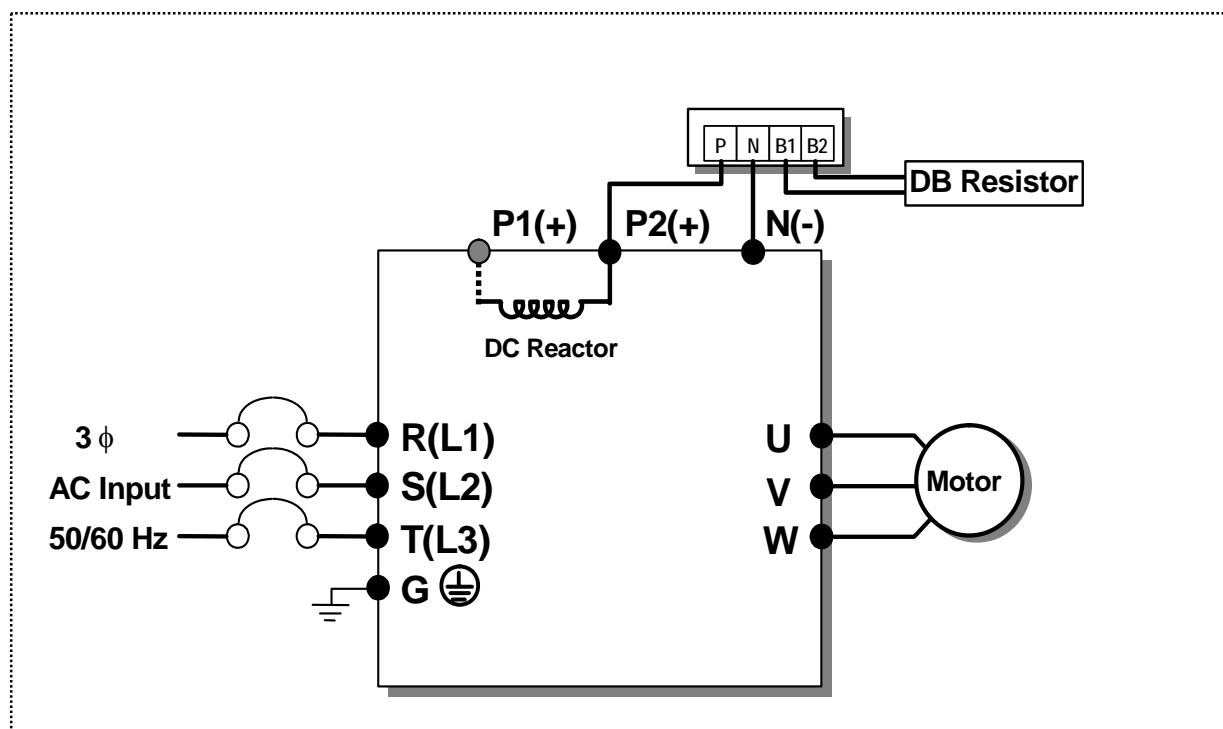 P N B1 B2
DB Resistor
P1(+) P2(+) N(-)
DC Reactor
3 ϕ
R(L1)
U
AC Input
S(L2)
V
Motor
50/60 Hz
T(L3)
W
G